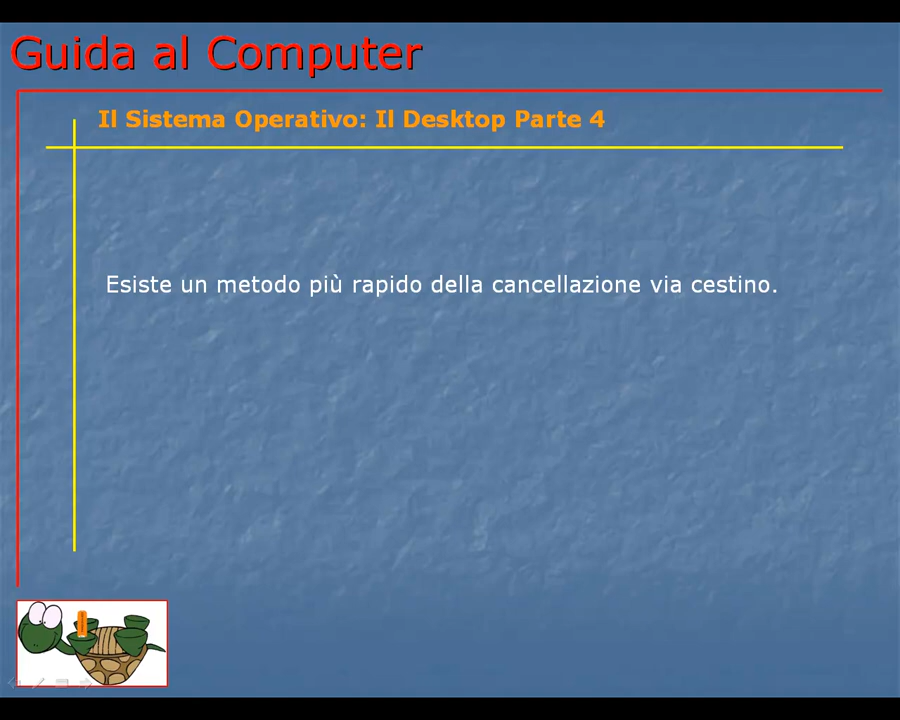 Guida al Computer
Il Sistema Operativo: Il Desktop Parte 4
Esiste un metodo più rapido della cancellazione via cestino.